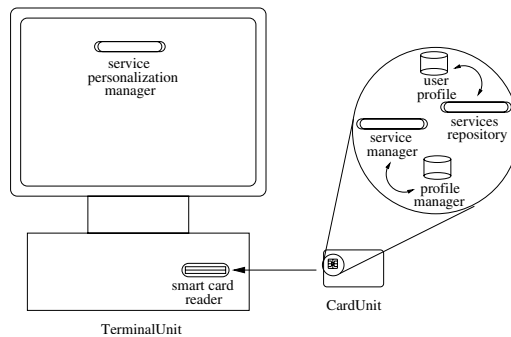 service
personalization
manager
user
profile
services
repository
service
manager
profile
manager
smart card
reader
CardUnit
TerminalUnit